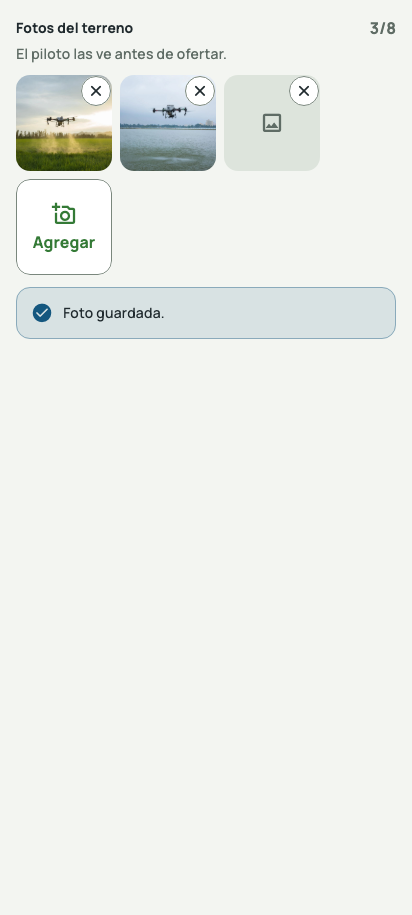 Fotos del terreno
3/8
El piloto las ve antes de ofertar.
Agregar
Foto guardada.